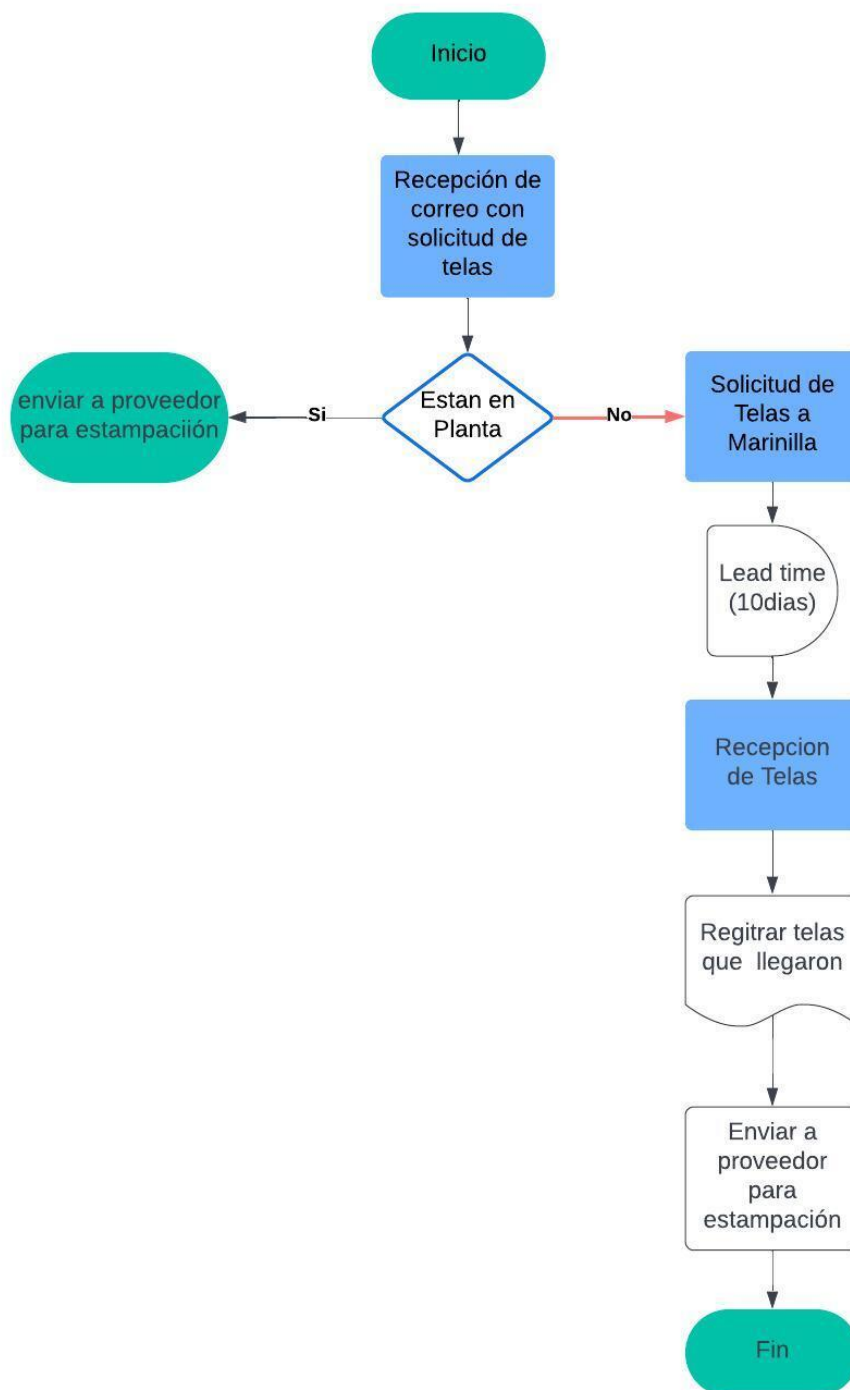 Inicio
Recepción de
correo con
solicitud de
telas
enviar a proveedor
para estampaciión
Si
Estan en
Planta
No
Solicitud de
Telas a
Marinilla
Lead time
(10dias)
Recepcion
de Telas
Regitrar telas
que llegaron
Enviar a
proveedor
para
estampación
Fin